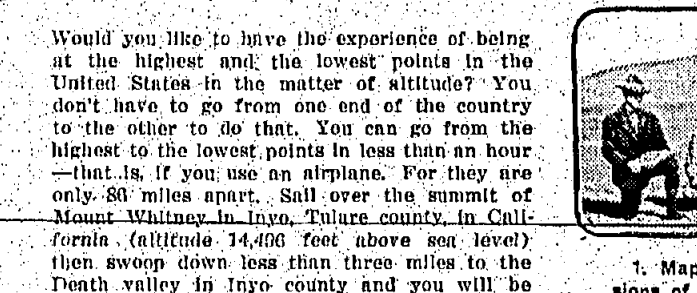 Would you like to have the experience of being
at the highest and the lowest points in the
United States in the matter of altitude? You
don't have to go from one end of the country
to the other to do that. You can go from the
highest to the lowest points in less than an hour
—that is, if you use an airplane. For they are
only 86 miles apart. Sail over the summit of
Mount Whitney in Inyo, Tulare county, in Cali-
fornia (altitude 14,496 feet above sea level)
then swoop down less than three miles to the
Death valley in Inyo county and you will be
1. Map
sions of